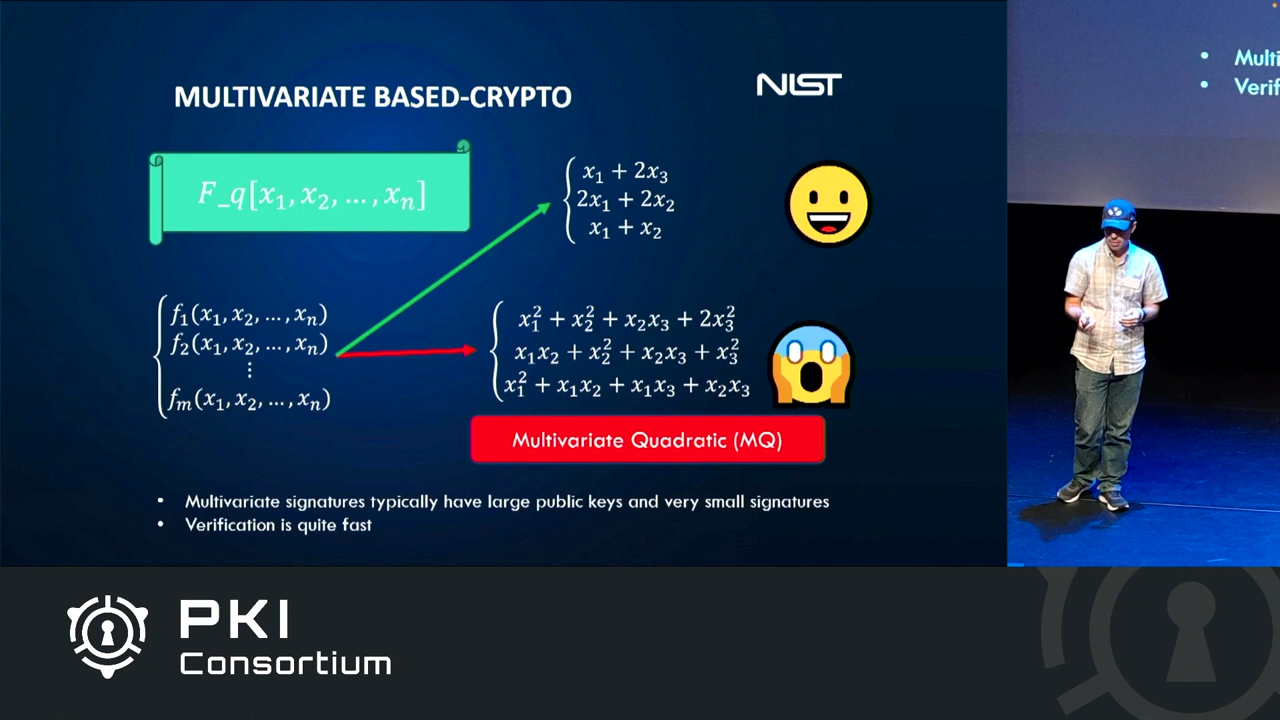 MULTIVARIATE BASED-CRYPTO
NIST
F_q[x₁, x₂, …, xₙ]
x₁ + 2x₃
2x₁ + 2x₂
x₁ + x₂
f₁(x₁, x₂, …, xₙ)
f₂(x₁, x₂, …, xₙ)
⋮
fₘ(x₁, x₂, …, xₙ)
x₁² + x₂² + x₂x₃ + 2x₃²
x₁x₂ + x₂² + x₂x₃ + x₃²
x₁² + x₁x₂ + x₁x₃ + x₂x₃
Multivariate Quadratic (MQ)
• Multivariate signatures typically have large public keys and very small signatures
• Verification is quite fast
• Multi
• Verif
PKI
Consortium